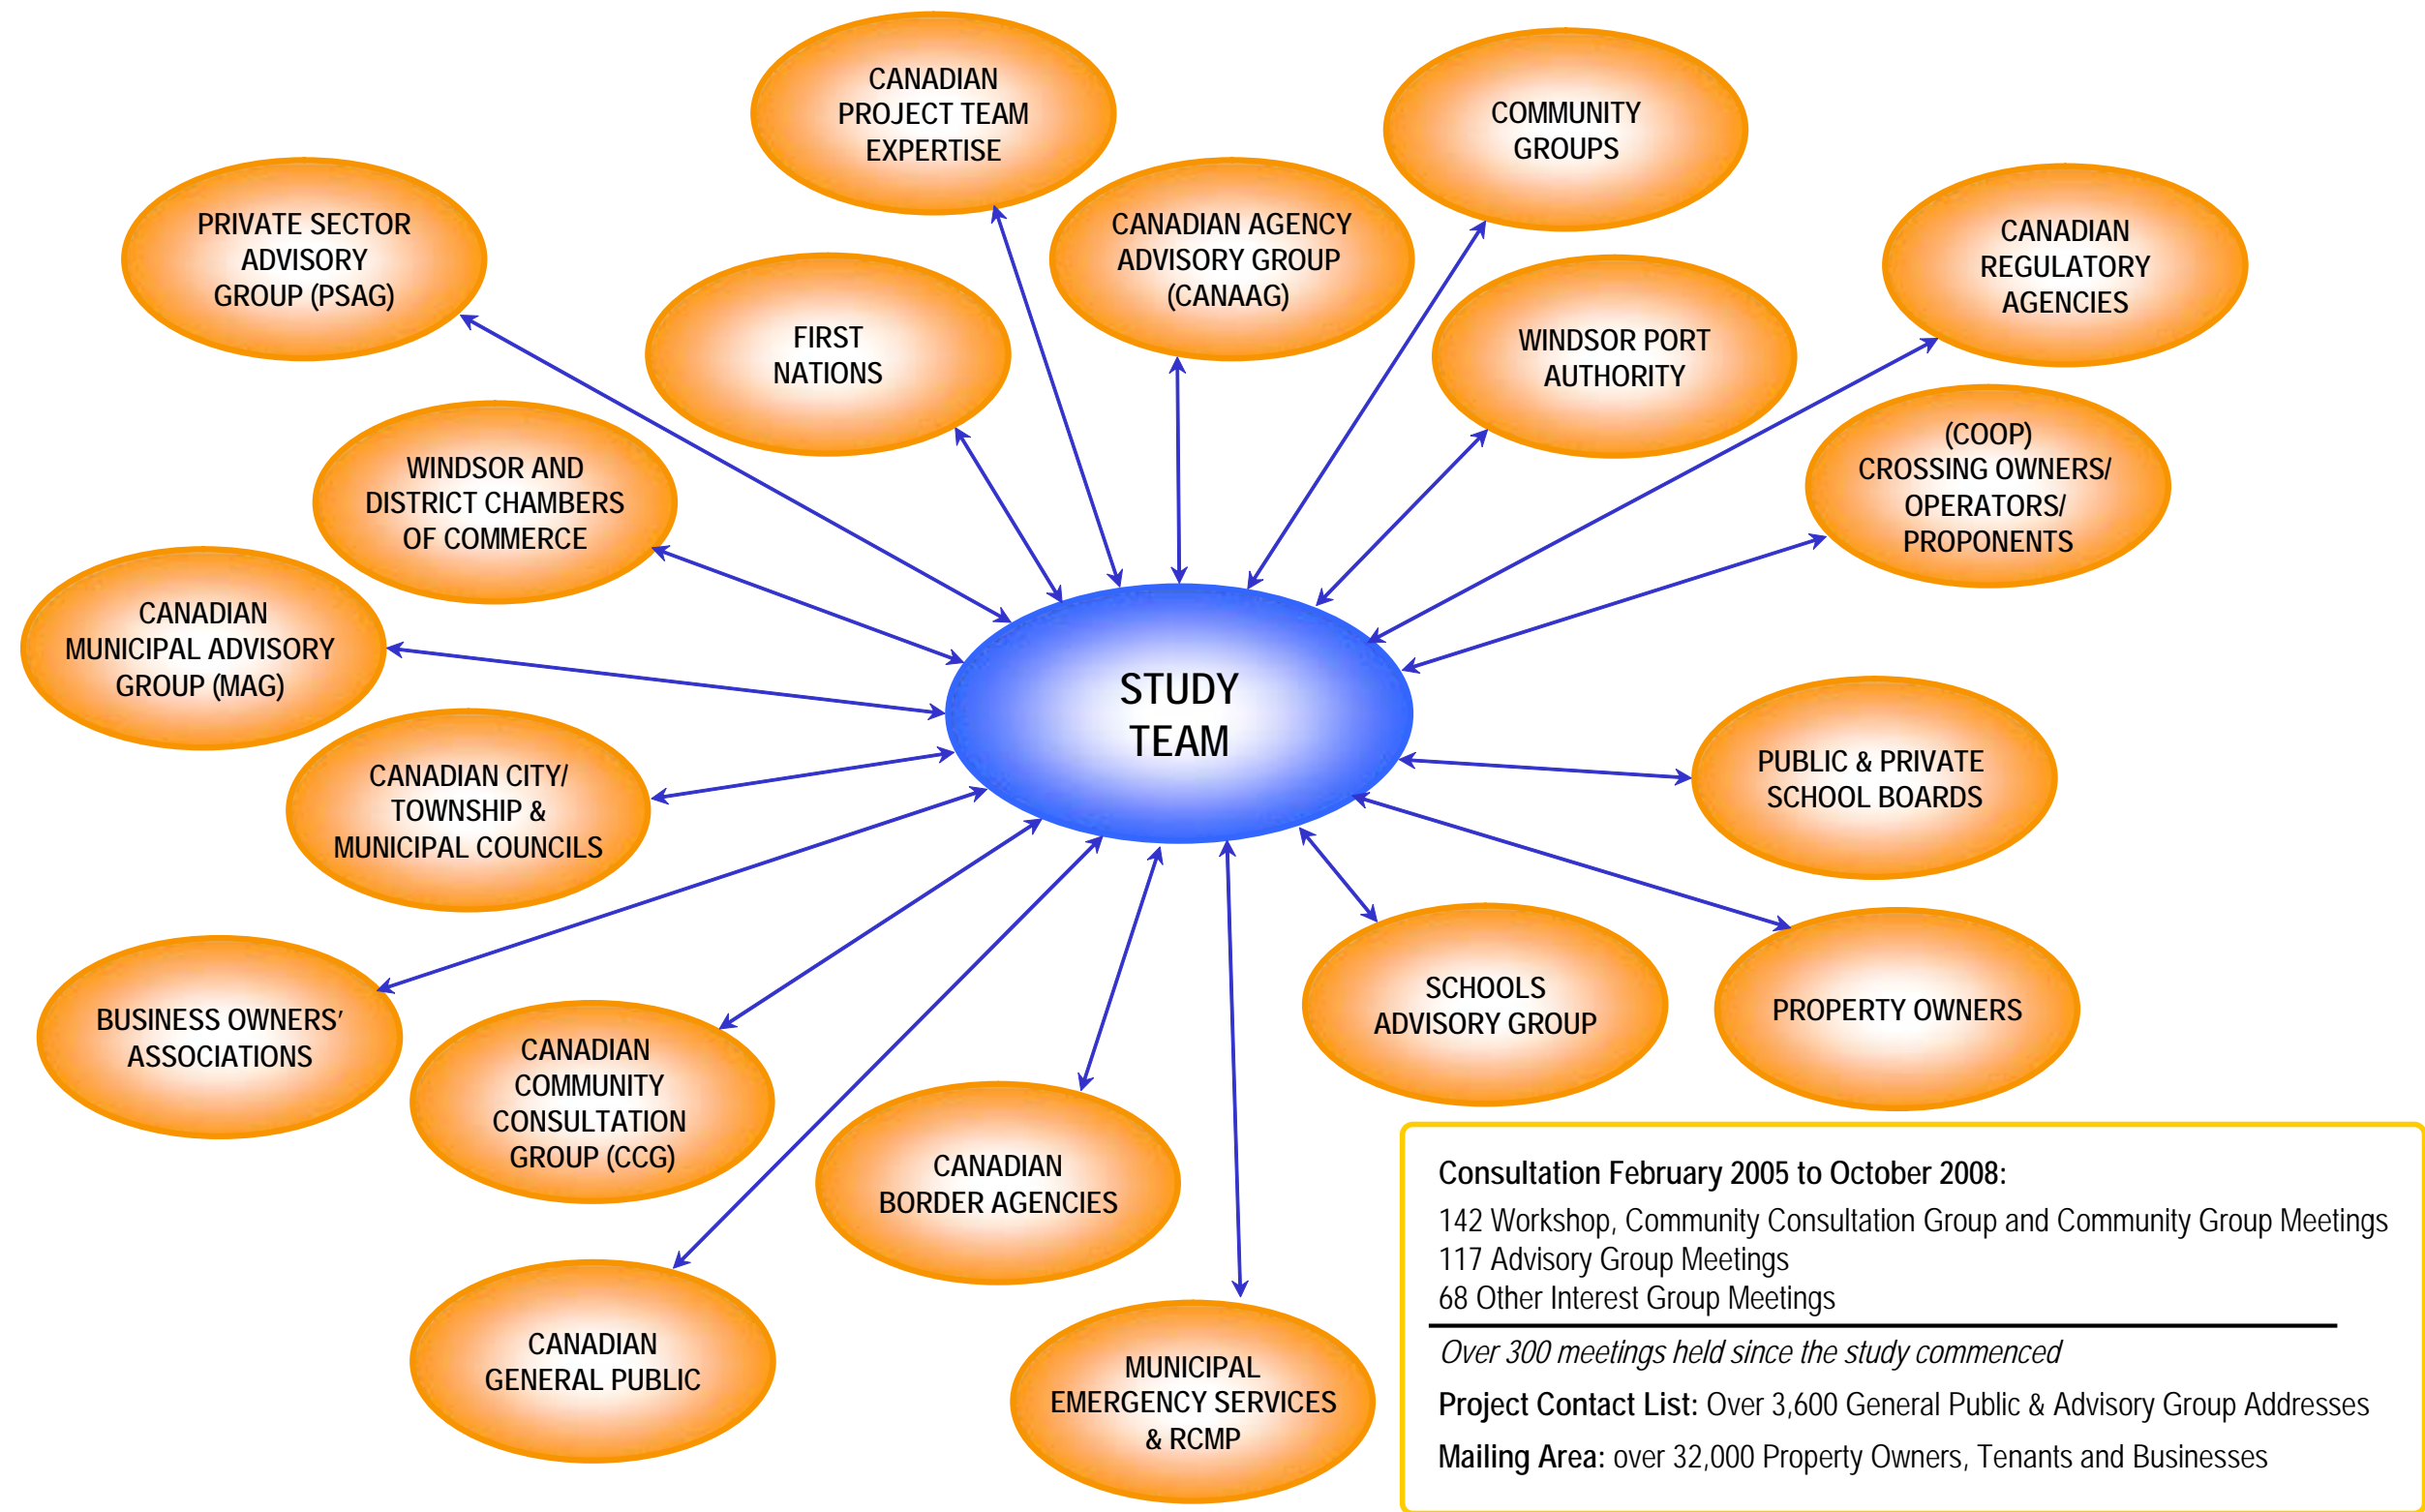 CANADIAN
PROJECT TEAM
EXPERTISE
COMMUNITY
GROUPS
PRIVATE SECTOR
ADVISORY
GROUP (PSAG)
CANADIAN AGENCY
ADVISORY GROUP
(CANAAG)
CANADIAN
REGULATORY
AGENCIES
FIRST
NATIONS
WINDSOR PORT
AUTHORITY
WINDSOR AND
DISTRICT CHAMBERS
OF COMMERCE
(COOP)
CROSSING OWNERS/
OPERATORS/
PROPONENTS
CANADIAN
MUNICIPAL ADVISORY
GROUP (MAG)
STUDY
TEAM
CANADIAN CITY/
TOWNSHIP &
MUNICIPAL COUNCILS
PUBLIC & PRIVATE
SCHOOL BOARDS
BUSINESS OWNERS'
ASSOCIATIONS
CANADIAN
COMMUNITY
CONSULTATION
GROUP (CCG)
SCHOOLS
ADVISORY GROUP
PROPERTY OWNERS
CANADIAN
BORDER AGENCIES
CANADIAN
GENERAL PUBLIC
MUNICIPAL
EMERGENCY SERVICES
& RCMP
Consultation February 2005 to October 2008:
142 Workshop, Community Consultation Group and Community Group Meetings
117 Advisory Group Meetings
68 Other Interest Group Meetings
Over 300 meetings held since the study commenced
Project Contact List: Over 3,600 General Public & Advisory Group Addresses
Mailing Area: over 32,000 Property Owners, Tenants and Businesses